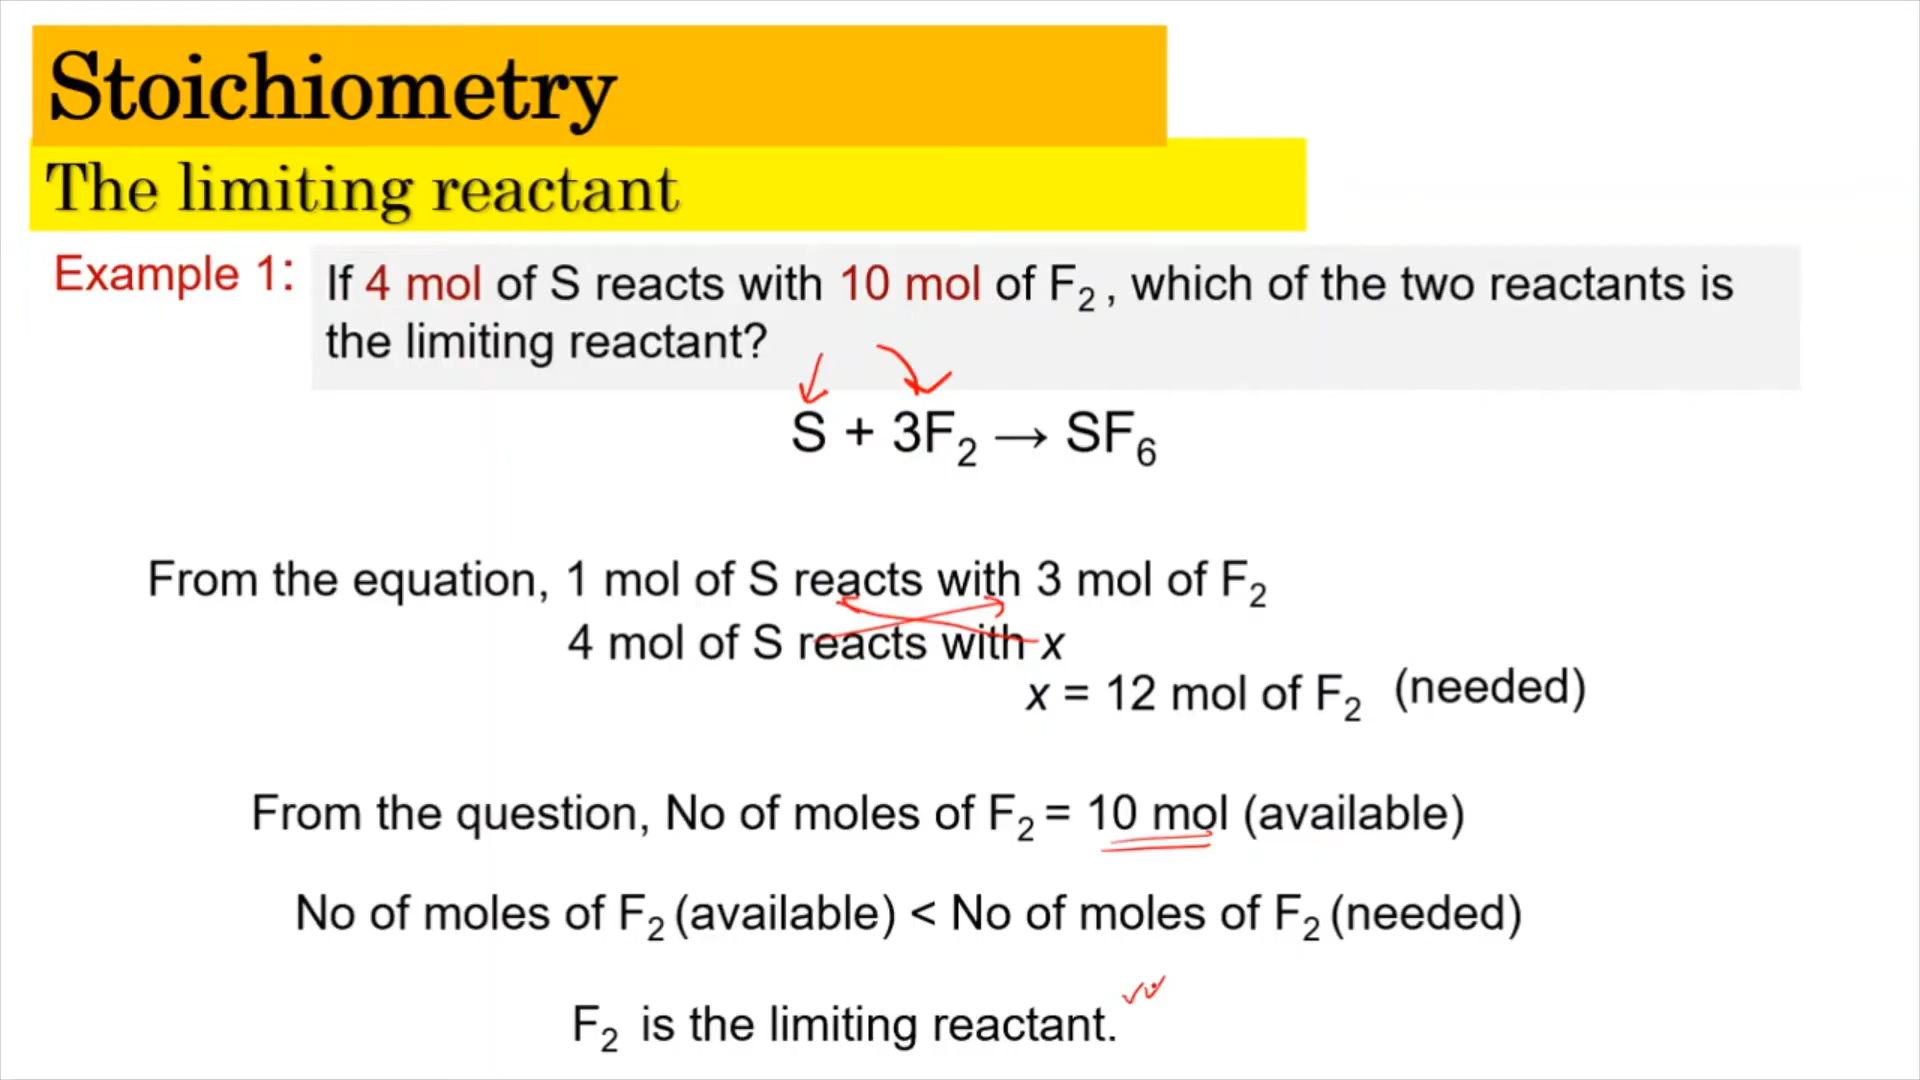 Stoichiometry
The limiting reactant
Example 1:
If 4 mol of S reacts with 10 mol of F₂ , which of the two reactants is
the limiting reactant?
S + 3F₂ → SF₆
From the equation, 1 mol of S reacts with 3 mol of F₂
4 mol of S reacts with x
x = 12 mol of F₂ (needed)
From the question, No of moles of F₂ = 10 mol (available)
No of moles of F₂ (available) < No of moles of F₂ (needed)
F₂ is the limiting reactant.